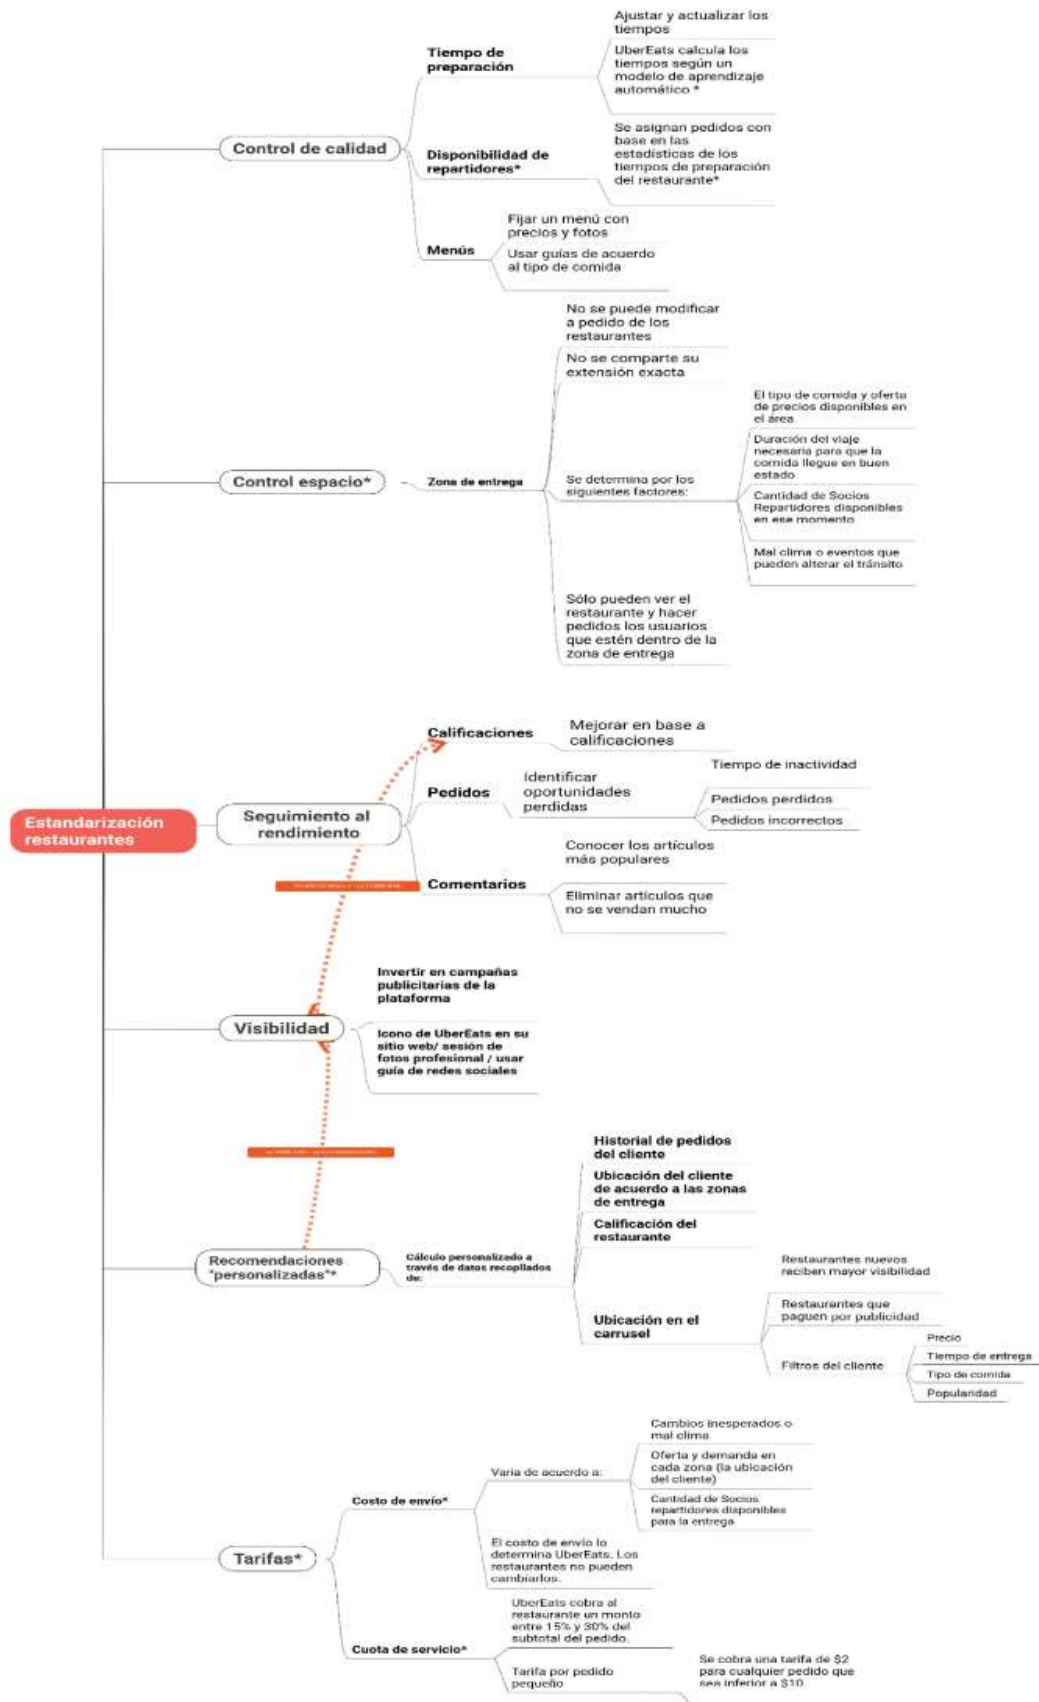 Ajustar y actualizar los
tiempos
Tiempo de
preparación
UberEats calcula los
tiempos según un
modelo de aprendizaje
automático *
Control de calidad
Disponibilidad de
repartidores*
Se asignan pedidos con
base en las
estadísticas de los
tiempos de preparación
del restaurante*
Menús
Fijar un menú con
precios y fotos
Usar guías de acuerdo
al tipo de comida
Control espacio*
Zona de entrega
No se puede modificar
a pedido de los
restaurantes
No se comparte su
extensión exacta
Se determina por los
siguientes factores:
El tipo de comida y oferta
de precios disponibles en
el área
Duración del viaje
necesaria para que la
comida llegue en buen
estado
Cantidad de Socios
Repartidores disponibles
en ese momento
Mal clima o eventos que
pueden alterar el tránsito
Sólo pueden ver el
restaurante y hacer
pedidos los usuarios
que estén dentro de la
zona de entrega
Estandarización
restaurantes
Seguimiento al
rendimiento
Calificaciones
Mejorar en base a
calificaciones
Pedidos
Identificar
oportunidades
perdidas
Tiempo de inactividad
Pedidos perdidos
Pedidos incorrectos
Comentarios
Conocer los artículos
más populares
Eliminar artículos que
no se vendan mucho
Visibilidad
Invertir en campañas
publicitarias de la
plataforma
Icono de UberEats en su
sitio web/ sesión de
fotos profesional / usar
guía de redes sociales
Recomendaciones
"personalizadas"*
Cálculo personalizado a
través de datos recopilados
de:
Historial de pedidos
del cliente
Ubicación del cliente
de acuerdo a las zonas
de entrega
Calificación del
restaurante
Ubicación en el
carrusel
Restaurantes nuevos
reciben mayor visibilidad
Restaurantes que
paguen por publicidad
Filtros del cliente
Precio
Tiempo de entrega
Tipo de comida
Popularidad
Tarifas*
Costo de envío*
Varia de acuerdo a:
Cambios inesperados o
mal clima
Oferta y demanda en
cada zona (la ubicación
del cliente)
Cantidad de Socios
repartidores disponibles
para la entrega
El costo de envío lo
determina UberEats. Los
restaurantes no pueden
cambiarlos.
Cuota de servicio*
UberEats cobra al
restaurante un monto
entre 15% y 30% del
subtotal del pedido.
Tarifa por pedido
pequeño
Se cobra una tarifa de $2
para cualquier pedido que
sea inferior a $10